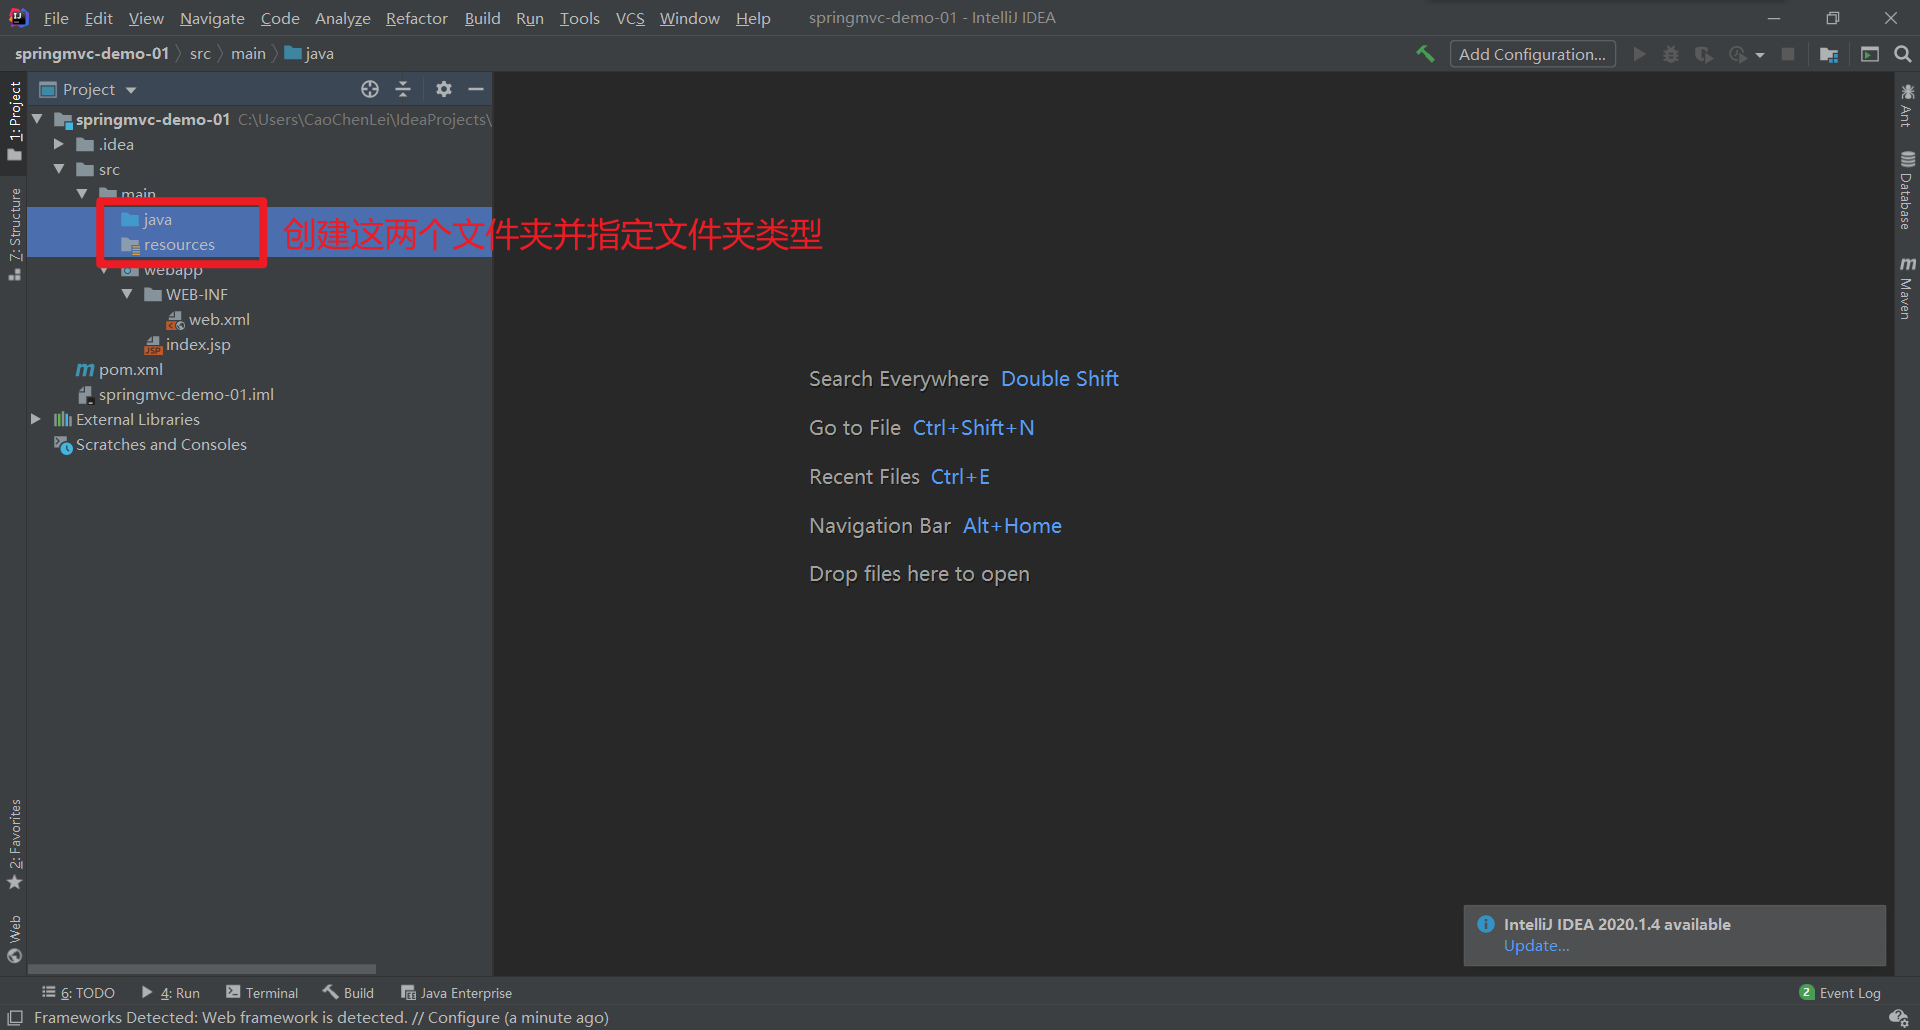 File Edit View Navigate Code Analyze Refactor Build Run Tools VCS Window Help springmvc-demo-01 - IntelliJ IDEA
springmvc-demo-01 src main java Add Configuration...
Project
springmvc-demo-01 C:\Users\CaoChenLei\IdeaProjects\
.idea
src
main
java
resources
创建这两个文件夹并指定文件夹类型
webapp
WEB-INF
web.xml
index.jsp
pom.xml
springmvc-demo-01.iml
External Libraries
Scratches and Consoles
1: Project
7: Structure
2: Favorites
Web
Search Everywhere Double Shift
Go to File Ctrl+Shift+N
Recent Files Ctrl+E
Navigation Bar Alt+Home
Drop files here to open
Ant
Database
Maven
IntelliJ IDEA 2020.1.4 available
Update...
6: TODO 4: Run Terminal Build Java Enterprise 2 Event Log
Frameworks Detected: Web framework is detected. // Configure (a minute ago)